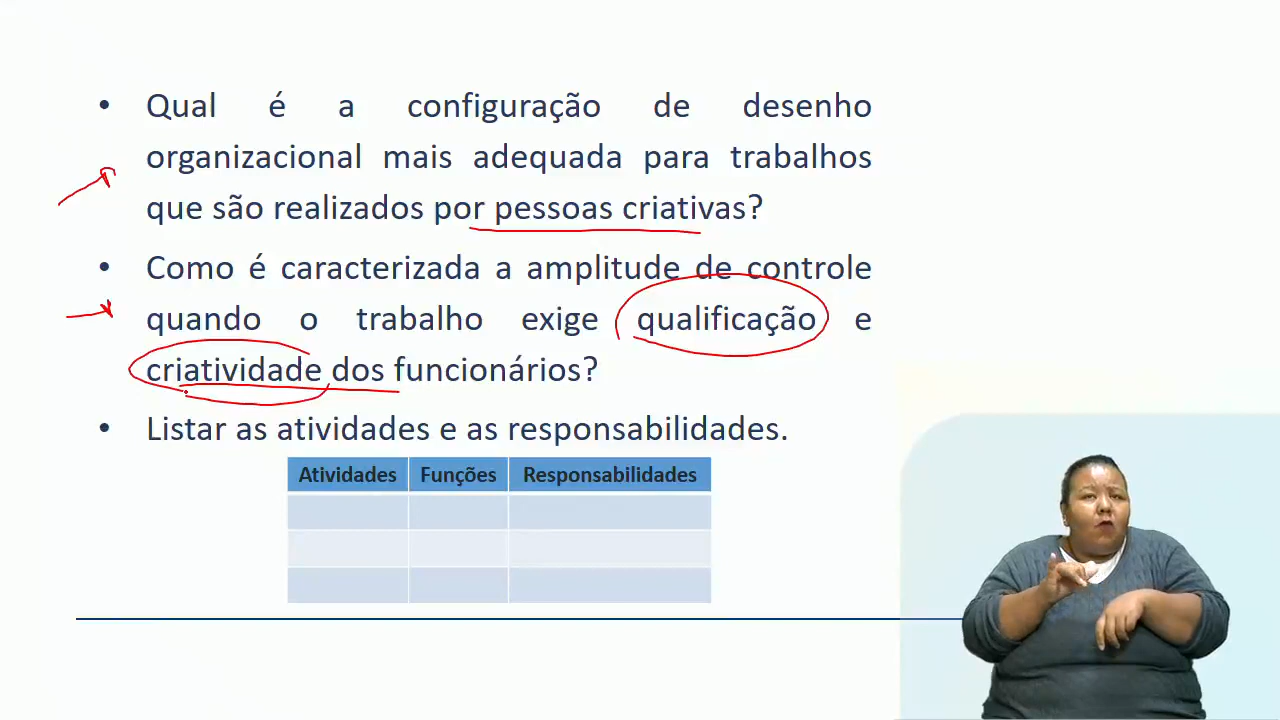 • Qual é a configuração de desenho
organizacional mais adequada para trabalhos
que são realizados por pessoas criativas?
• Como é caracterizada a amplitude de controle
quando o trabalho exige qualificação e
criatividade dos funcionários?
• Listar as atividades e as responsabilidades.
Atividades Funções Responsabilidades